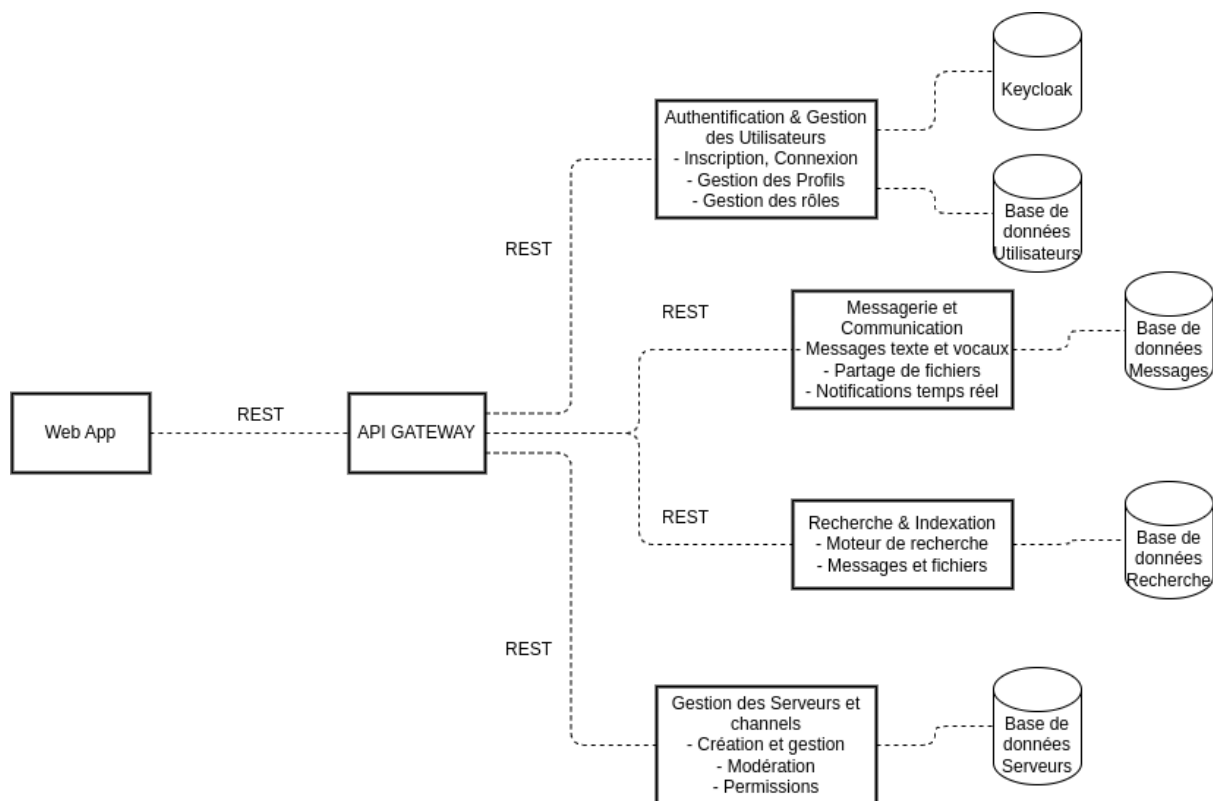 Keycloak
Authentification & Gestion
des Utilisateurs
- Inscription, Connexion
- Gestion des Profils
- Gestion des rôles
Base de
données
Utilisateurs
REST
REST
Messagerie et
Communication
- Messages texte et vocaux
- Partage de fichiers
- Notifications temps réel
Base de
données
Messages
Web App
REST
API GATEWAY
REST
Recherche & Indexation
- Moteur de recherche
- Messages et fichiers
Base de
données
Recherche
REST
Gestion des Serveurs et
channels
- Création et gestion
- Modération
- Permissions
Base de
données
Serveurs